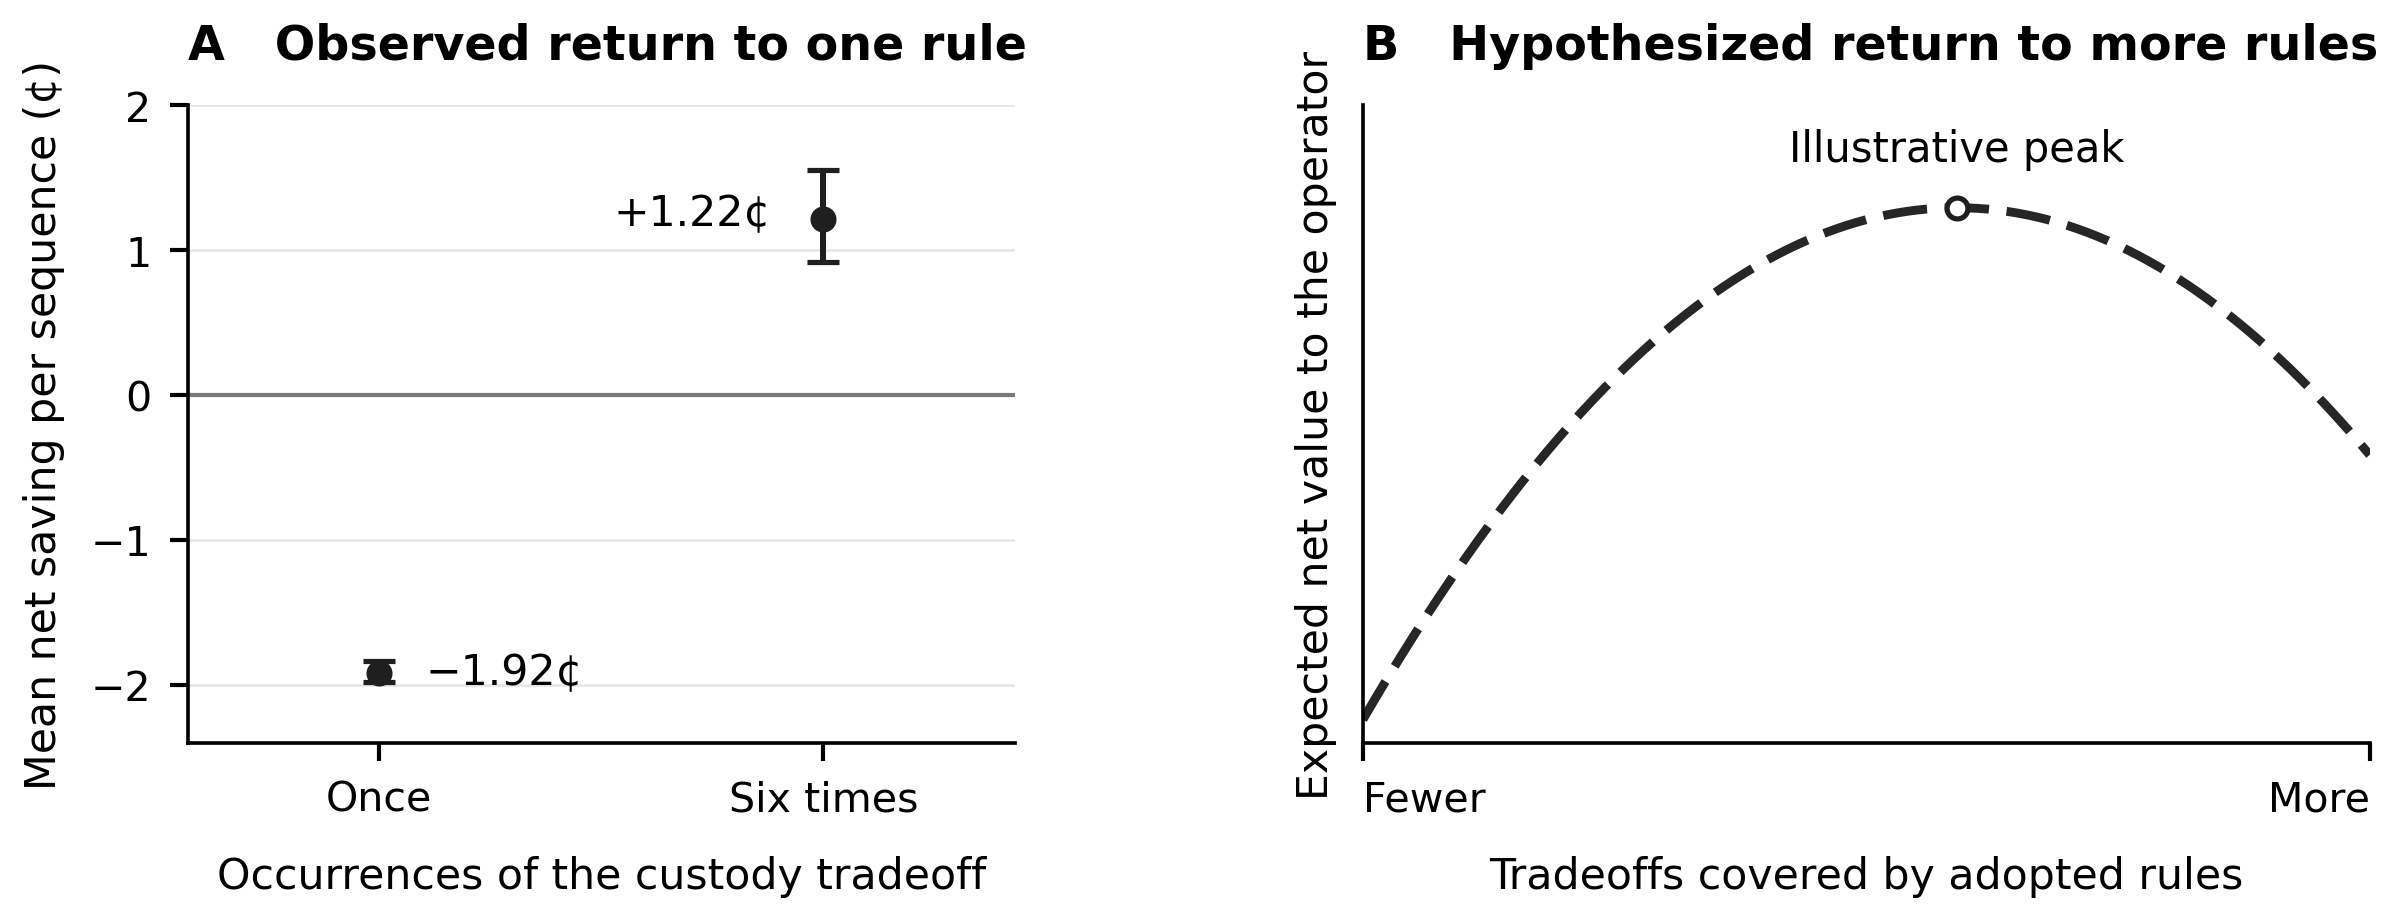 A Observed return to one rule
Mean net saving per sequence (¢)
2
1
0
−1
−2
+1.22¢
−1.92¢
Once
Six times
Occurrences of the custody tradeoff
B Hypothesized return to more rules
Expected net value to the operator
Illustrative peak
Fewer
More
Tradeoffs covered by adopted rules